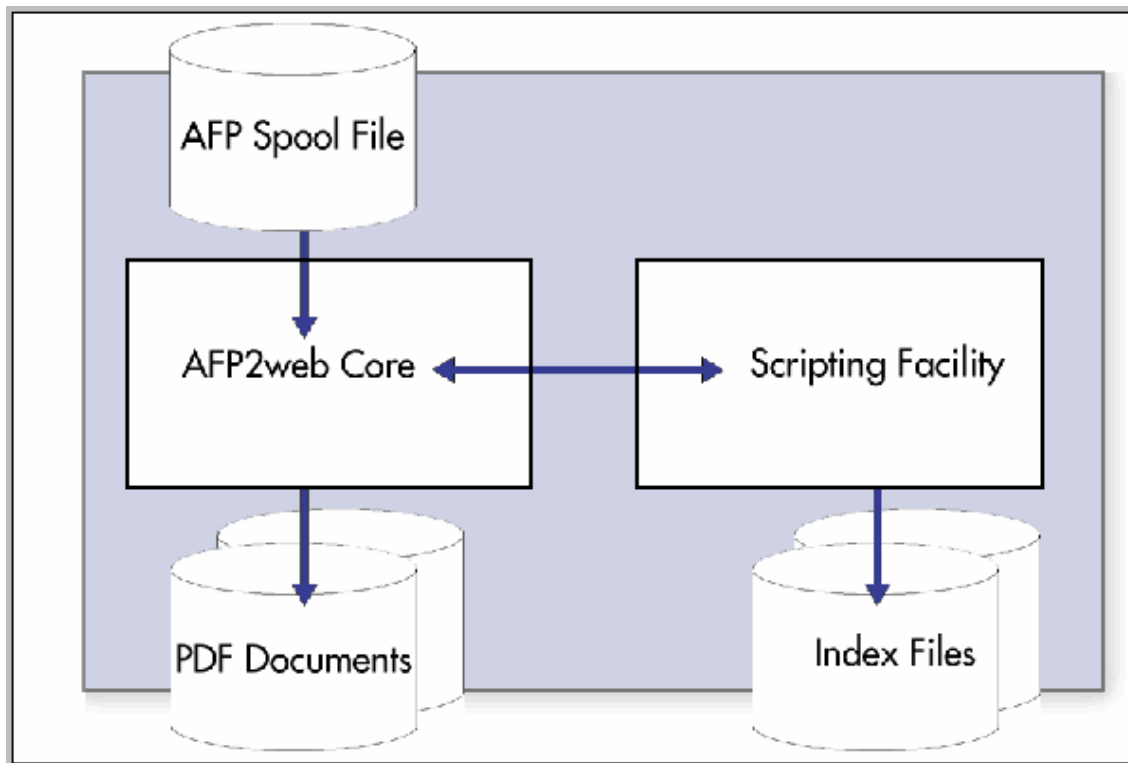 AFP Spool File
AFP2web Core
Scripting Facility
PDF Documents
Index Files